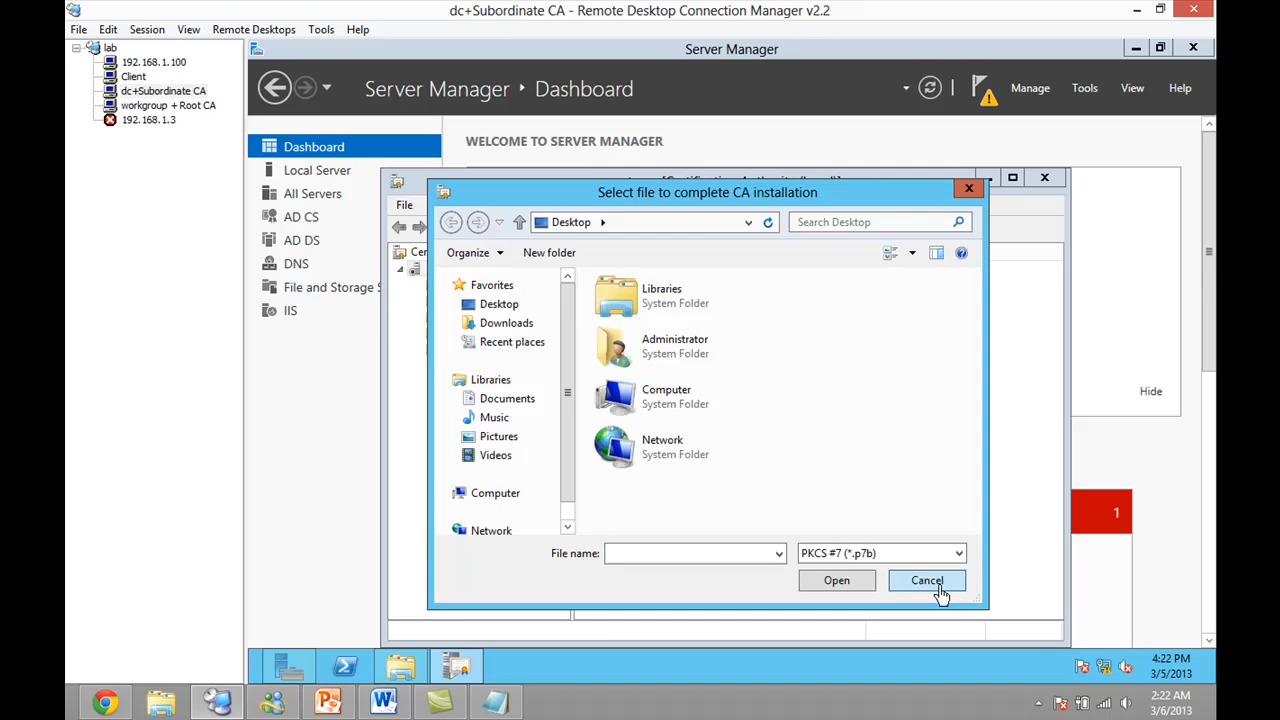 dc+Subordinate CA - Remote Desktop Connection Manager v2.2
File Edit Session View Remote Desktops Tools Help
lab
192.168.1.100
Client
dc+Subordinate CA
workgroup + Root CA
192.168.1.3
Server Manager
Server Manager Dashboard
Manage Tools View Help
Dashboard
Local Server
All Servers
AD CS
AD DS
DNS
File and Storage S
IIS
WELCOME TO SERVER MANAGER
File
Cer
Select file to complete CA installation
Desktop
Search Desktop
Organize New folder
Favorites
Desktop
Downloads
Recent places
Libraries
Documents
Music
Pictures
Videos
Computer
Network
Libraries
System Folder
Administrator
System Folder
Computer
System Folder
Network
System Folder
File name:
PKCS #7 (*.p7b)
Open Cancel
Hide
1
4:22 PM
3/5/2013
2:22 AM
3/6/2013